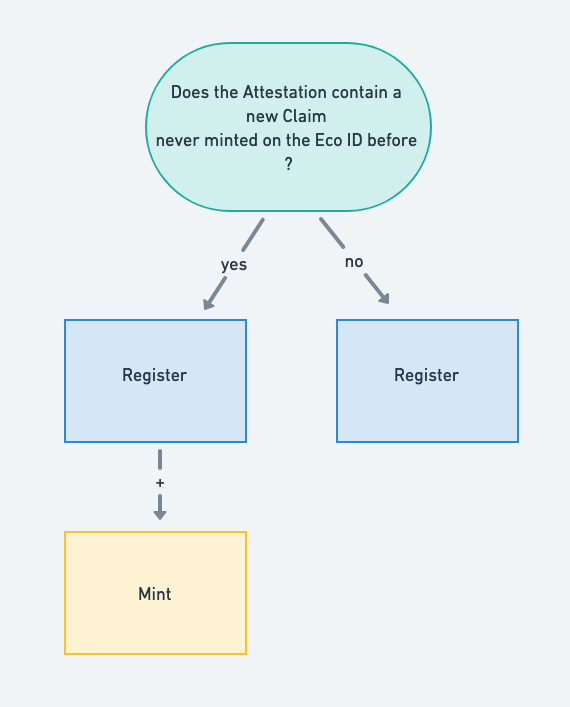 Does the Attestation contain a
new Claim
never minted on the Eco ID before
?
yes
no
Register
Register
+
Mint